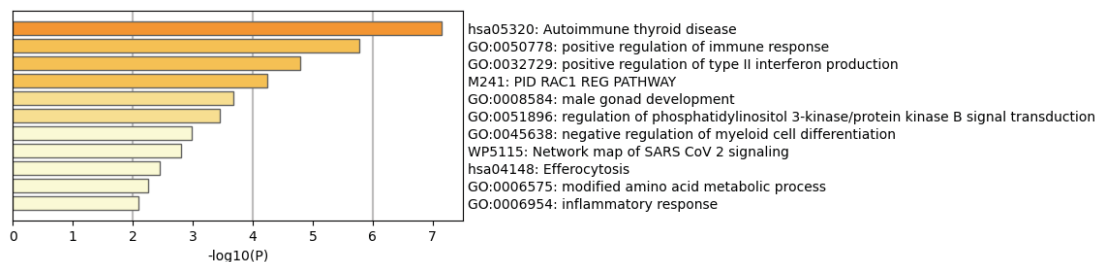 hsa05320: Autoimmune thyroid disease
GO:0050778: positive regulation of immune response
GO:0032729: positive regulation of type II interferon production
M241: PID RAC1 REG PATHWAY
GO:0008584: male gonad development
GO:0051896: regulation of phosphatidylinositol 3-kinase/protein kinase B signal transduction
GO:0045638: negative regulation of myeloid cell differentiation
WP5115: Network map of SARS CoV 2 signaling
hsa04148: Efferocytosis
GO:0006575: modified amino acid metabolic process
GO:0006954: inflammatory response
0 1 2 3 4 5 6 7
-log10(P)